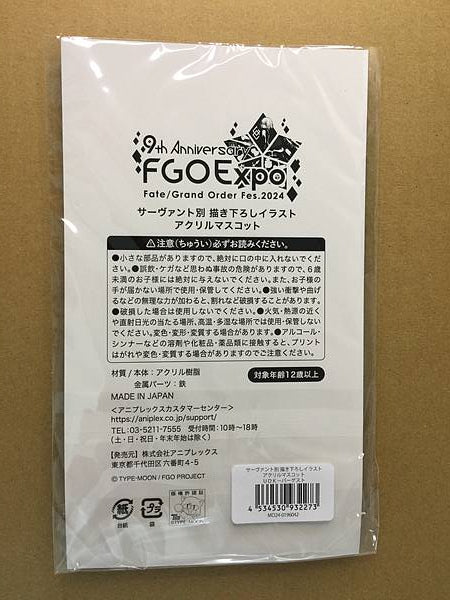 9th Anniversary
FGO Expo
Fate/Grand Order Fes.2024
サーヴァント別 描き下ろしイラスト
アクリルマスコット
⚠注意(ちゅうい)必ずお読みください。
●小さな部品がありますので、絶対に口の中に入れないでくだ
さい。●誤飲・ケガなど思わぬ事故の危険がありますので、6歳
未満のお子様には絶対に与えないでください。また、お子様の
手が届かない場所で使用・保管してください。●強い衝撃や曲げ
るなどの無理な力が加わると、割れなど破損することがあります。
●破損した場合は使用しないでください。●火気・熱源の近く
や直射日光の当たる場所、高温・多湿な場所では使用・保管しない
でください。変色・変形・変質する場合があります。●アルコール・
シンナーなどの溶剤や化粧品・薬品類に接触すると、プリント
はがれや変色・変質する場合がありますのでご注意ください。
材質/本体:アクリル樹脂
金属パーツ:鉄
対象年齢12歳以上
MADE IN JAPAN
<アニプレックスカスタマーセンター>
https://aniplex.co.jp/support/
TEL:03-5211-7555 受付時間:10時〜18時
(土・日・祝日・年末年始は除く)
【発売元】株式会社アニプレックス
東京都千代田区六番町4-5
©TYPE-MOON / FGO PROJECT
紙
台紙
プラ
袋
版権許諾証
©TYPE-MOON
サーヴァント別 描き下ろしイラスト
アクリルマスコット
UDK-バーゲスト
4 534530 932273
MD24-0196042